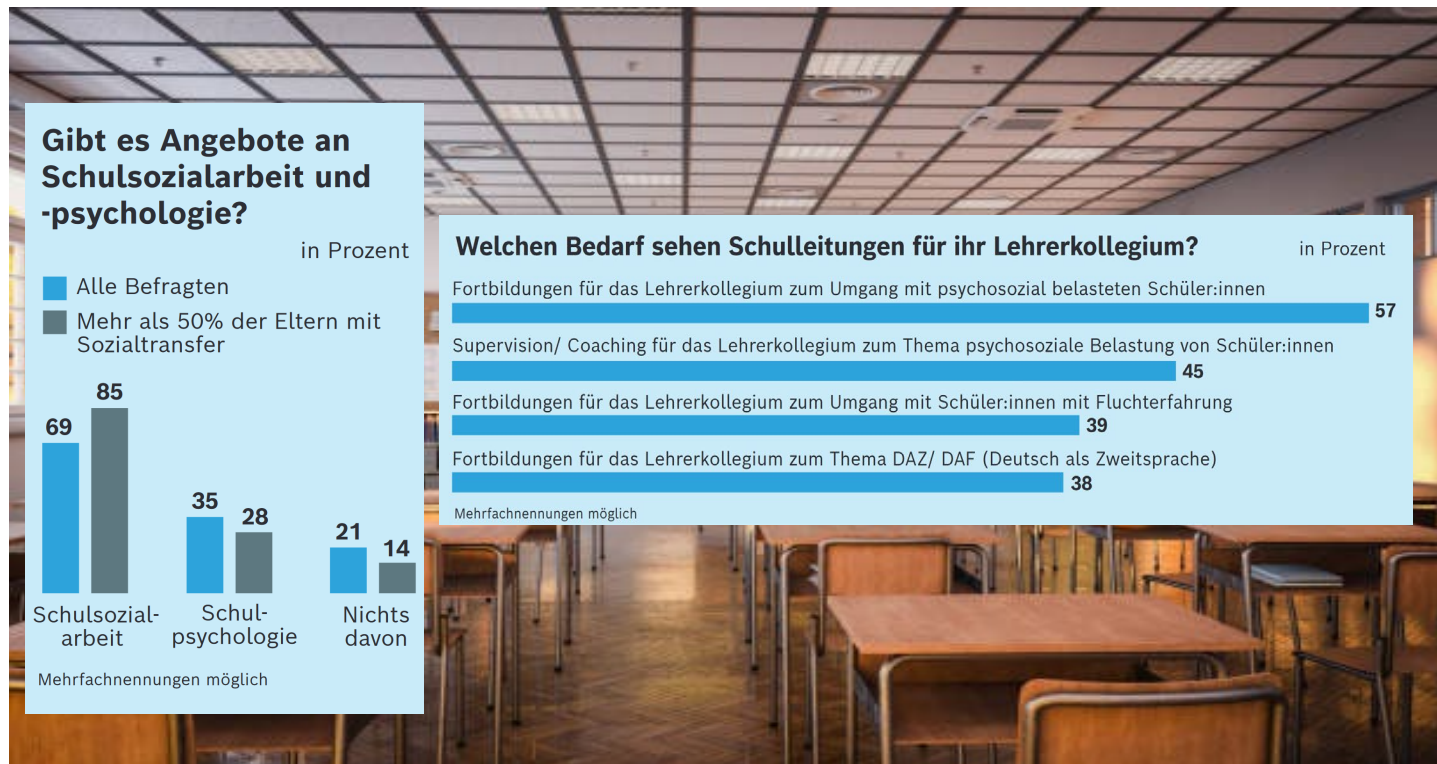 Gibt es Angebote an
Schulsozialarbeit und
-psychologie?
in Prozent
Alle Befragten
Mehr als 50% der Eltern mit
Sozialtransfer
69
85
35
28
21
14
Schulsozial-
arbeit
Schul-
psychologie
Nichts
davon
Mehrfachnennungen möglich
Welchen Bedarf sehen Schulleitungen für ihr Lehrerkollegium?
in Prozent
Fortbildungen für das Lehrerkollegium zum Umgang mit psychosozial belasteten Schüler:innen
57
Supervision/ Coaching für das Lehrerkollegium zum Thema psychosoziale Belastung von Schüler:innen
45
Fortbildungen für das Lehrerkollegium zum Umgang mit Schüler:innen mit Fluchterfahrung
39
Fortbildungen für das Lehrerkollegium zum Thema DAZ/ DAF (Deutsch als Zweitsprache)
38
Mehrfachnennungen möglich